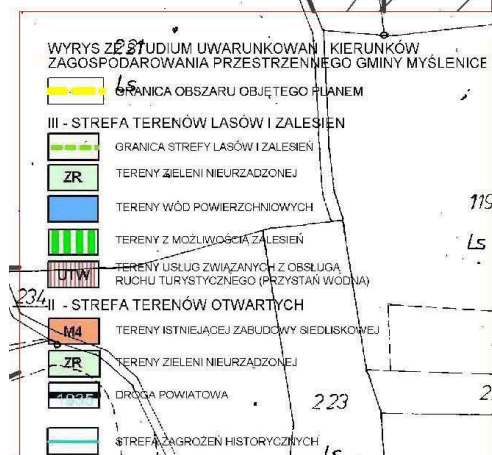 WYRYS ZE STUDIUM UWARUNKOWAŃ I KIERUNKÓW
ZAGOSPODAROWANIA PRZESTRZENNEGO GMINY MYŚLENICE
221
Ls
GRANICA OBSZARU OBJĘTEGO PLANEM
III - STREFA TERENÓW LASÓW I ZALESIEŃ
GRANICA STREFY LASÓW I ZALESIEŃ
ZR TERENY ZIELENI NIEURZĄDZONEJ
TERENY WÓD POWIERZCHNIOWYCH
119
TERENY Z MOŻLIWOŚCIĄ ZALESIEŃ
Ls
UTW TERENY USŁUG ZWIĄZANYCH Z OBSŁUGĄ
RUCHU TURYSTYCZNEGO (PRZYSTAŃ WODNA)
234
II - STREFA TERENÓW OTWARTYCH
M4 TERENY ISTNIEJĄCEJ ZABUDOWY SIEDLISKOWEJ
ZR TERENY ZIELENI NIEURZĄDZONEJ
DROGA POWIATOWA
223
STREFA ZAGROŻEŃ HISTORYCZNYCH
Ls